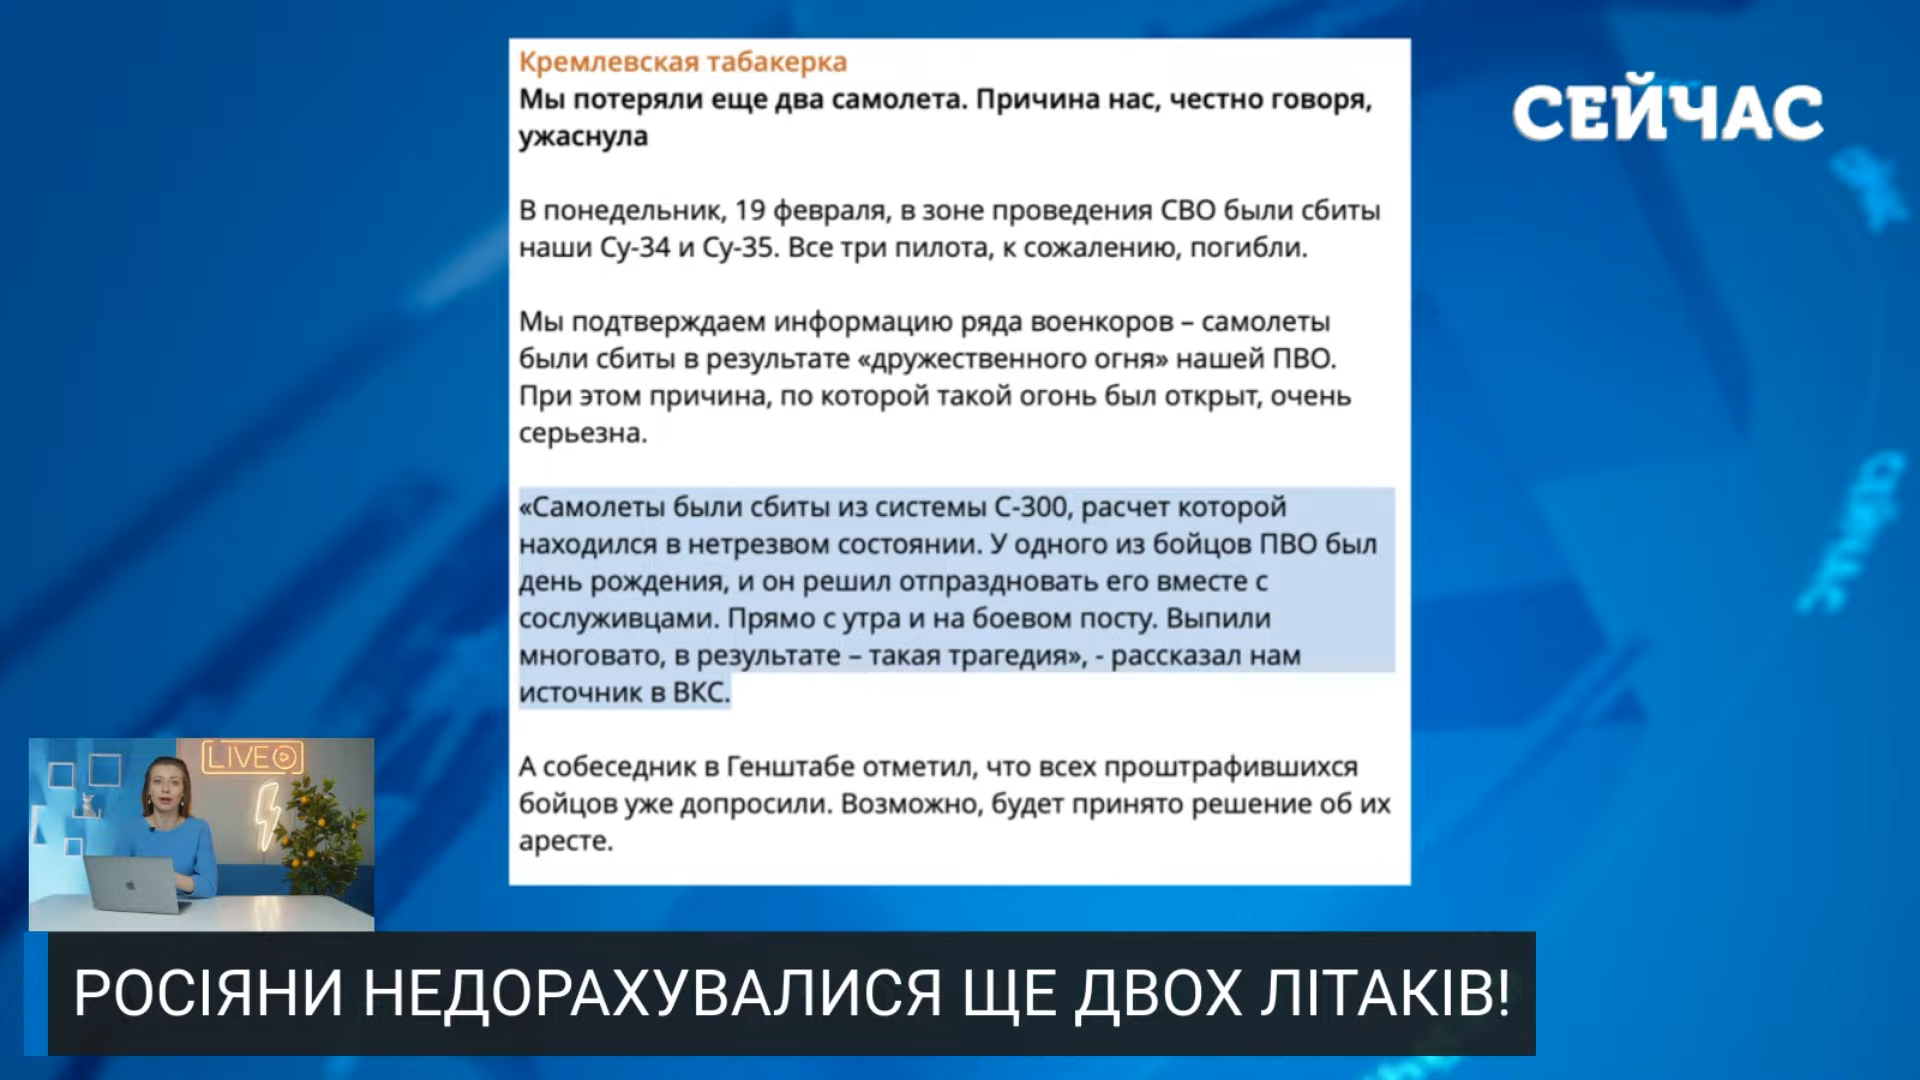 Кремлевская табакерка
Мы потеряли еще два самолета. Причина нас, честно говоря,
ужаснула
В понедельник, 19 февраля, в зоне проведения СВО были сбиты
наши Су-34 и Су-35. Все три пилота, к сожалению, погибли.
Мы подтверждаем информацию ряда военкоров – самолеты
были сбиты в результате «дружественного огня» нашей ПВО.
При этом причина, по которой такой огонь был открыт, очень
серьезна.
«Самолеты были сбиты из системы С-300, расчет которой
находился в нетрезвом состоянии. У одного из бойцов ПВО был
день рождения, и он решил отпраздновать его вместе с
сослуживцами. Прямо с утра и на боевом посту. Выпили
многовато, в результате – такая трагедия», - рассказал нам
источник в ВКС.
А собеседник в Генштабе отметил, что всех проштрафившихся
бойцов уже допросили. Возможно, будет принято решение об их
аресте.
СЕЙЧАС
LIVE
РОСІЯНИ НЕДОРАХУВАЛИСЯ ЩЕ ДВОХ ЛІТАКІВ!